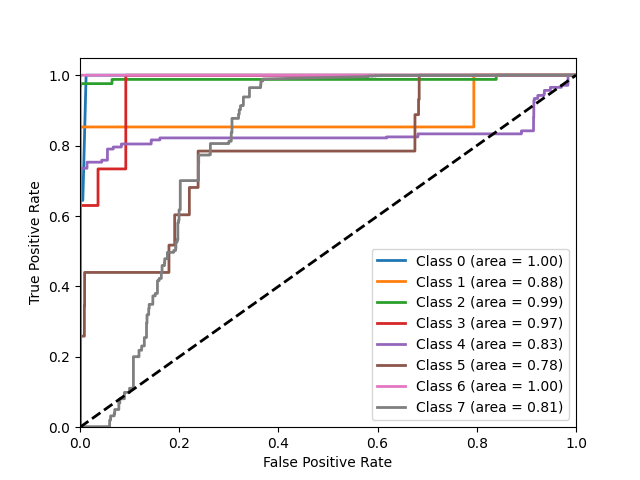 1.0
0.8
0.6
0.4
0.2
0.0
True Positive Rate
Class 0 (area = 1.00)
Class 1 (area = 0.88)
Class 2 (area = 0.99)
Class 3 (area = 0.97)
Class 4 (area = 0.83)
Class 5 (area = 0.78)
Class 6 (area = 1.00)
Class 7 (area = 0.81)
0.0 0.2 0.4 0.6 0.8 1.0
False Positive Rate